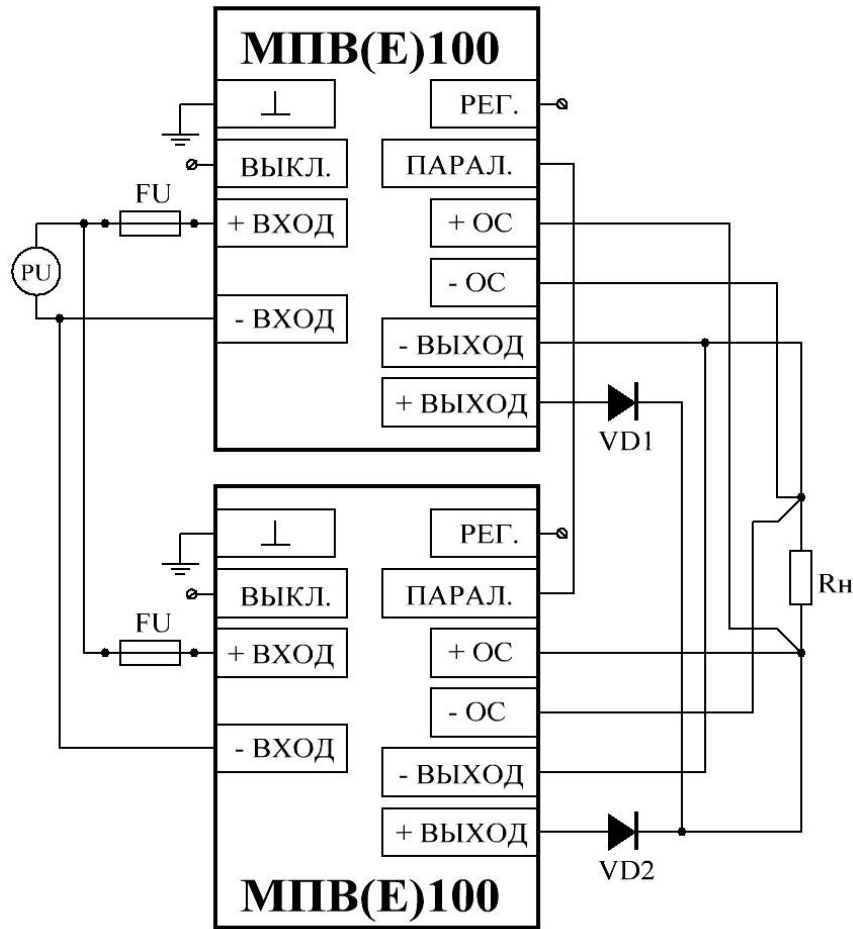 МПВ(Е)100
РЕГ.
ВЫКЛ.
ПАРАЛ.
FU
+ ВХОД
+ ОС
PU
- ОС
- ВХОД
- ВЫХОД
+ ВЫХОД
VD1
РЕГ.
ВЫКЛ.
ПАРАЛ.
Rн
FU
+ ВХОД
+ ОС
- ОС
- ВХОД
- ВЫХОД
+ ВЫХОД
VD2
МПВ(Е)100